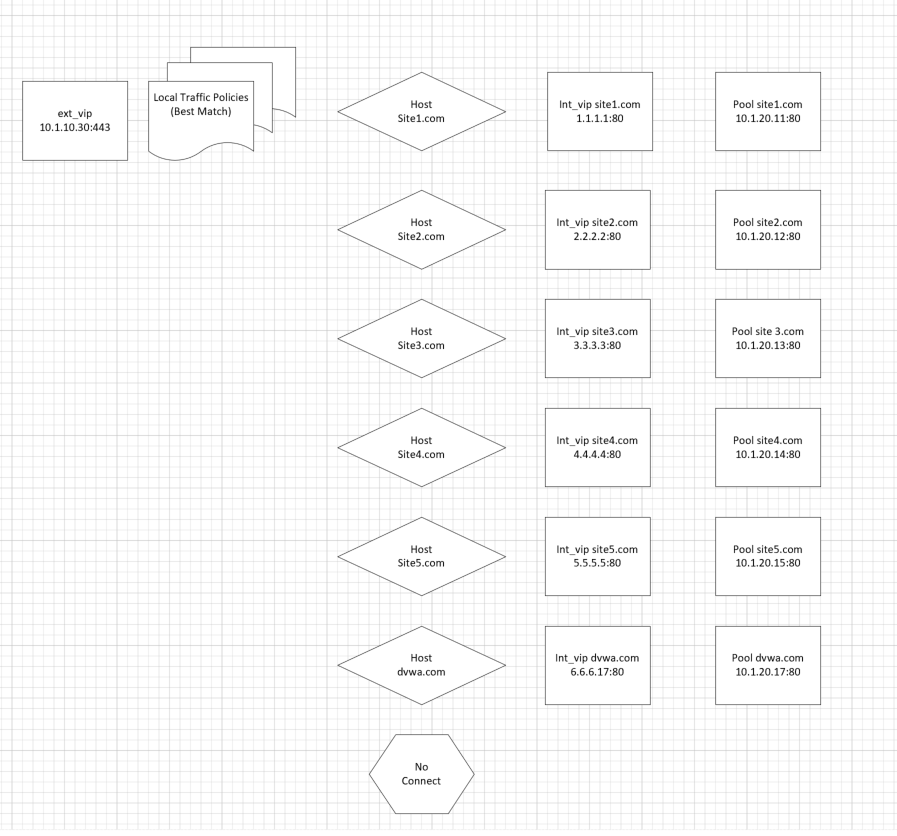 ext_vip
10.1.10.30:443
Local Traffic Policies
(Best Match)
Host
Site1.com
Int_vip site1.com
1.1.1.1:80
Pool site1.com
10.1.20.11:80
Host
Site2.com
Int_vip site2.com
2.2.2.2:80
Pool site2.com
10.1.20.12:80
Host
Site3.com
Int_vip site3.com
3.3.3.3:80
Pool site 3.com
10.1.20.13:80
Host
Site4.com
Int_vip site4.com
4.4.4.4:80
Pool site4.com
10.1.20.14:80
Host
Site5.com
Int_vip site5.com
5.5.5.5:80
Pool site5.com
10.1.20.15:80
Host
dvwa.com
Int_vip dvwa.com
6.6.6.17:80
Pool dvwa.com
10.1.20.17:80
No
Connect